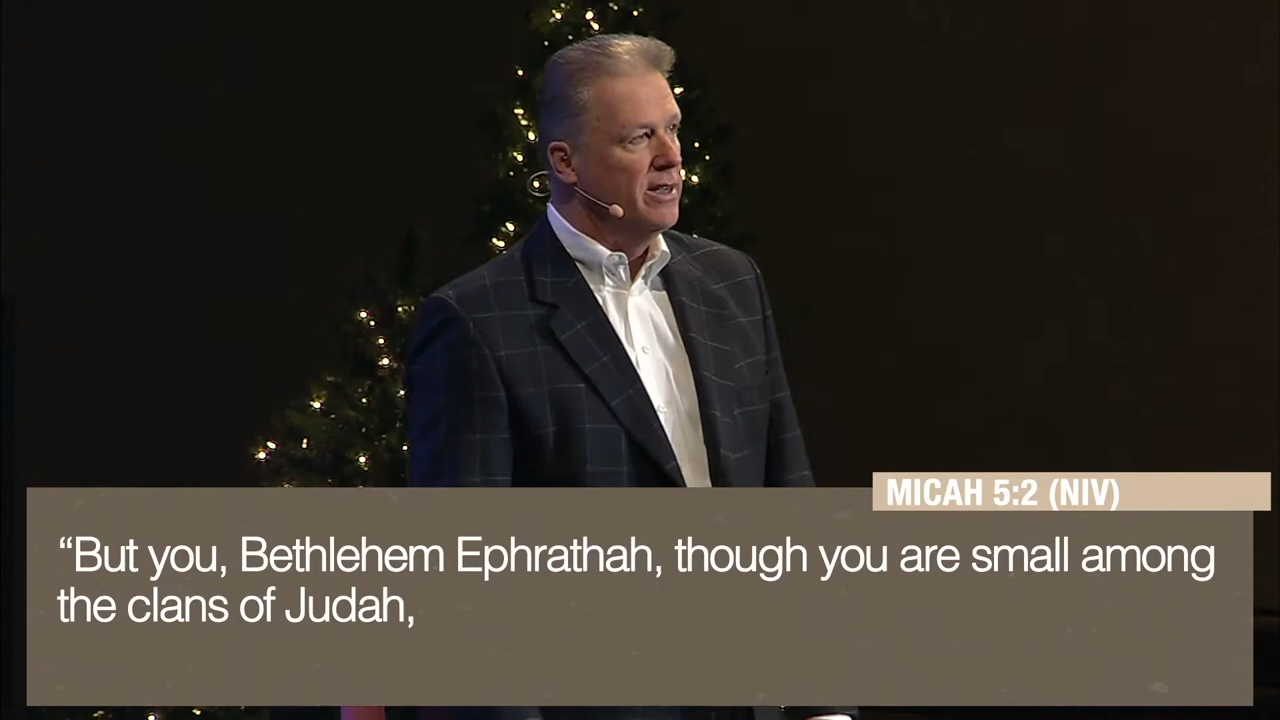 MICAH 5:2 (NIV)
“But you, Bethlehem Ephrathah, though you are small among
the clans of Judah,